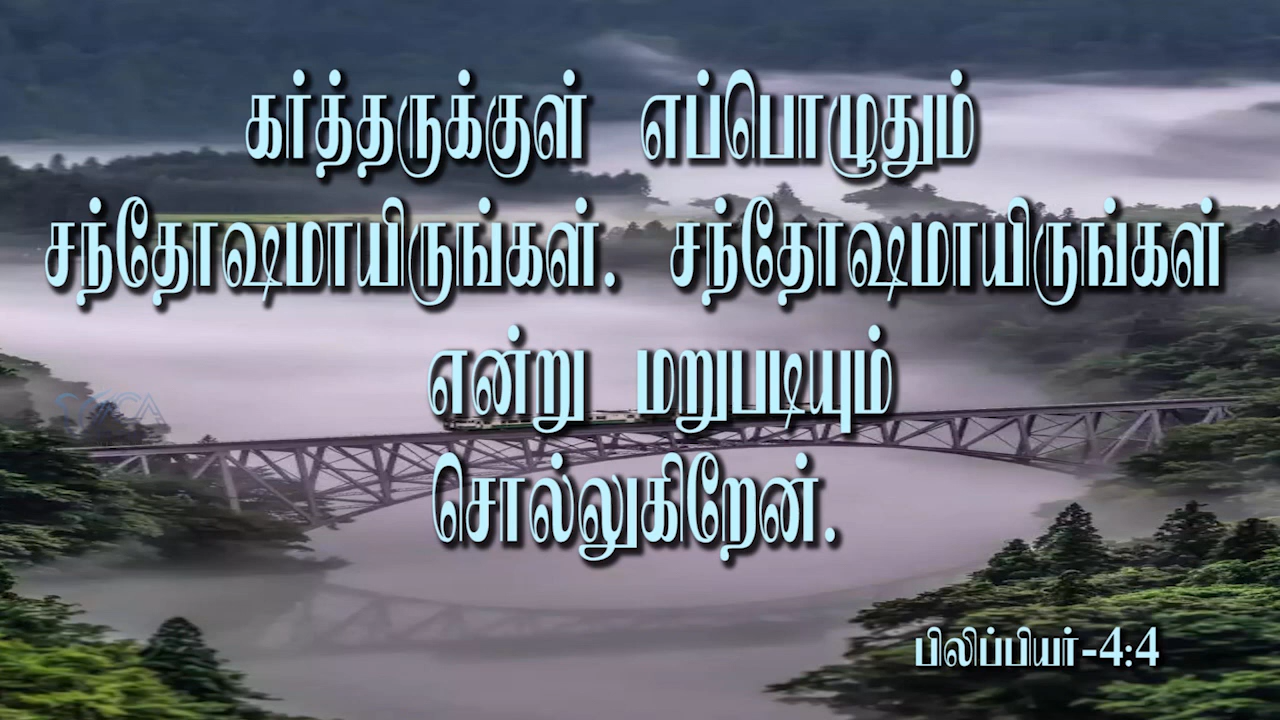 கர்த்தருக்குள் எப்பொழுதும்
சந்தோஷமாயிருங்கள். சந்தோஷமாயிருங்கள்
என்று மறுபடியும்
சொல்லுகிறேன்.
பிலிப்பியர்-4:4